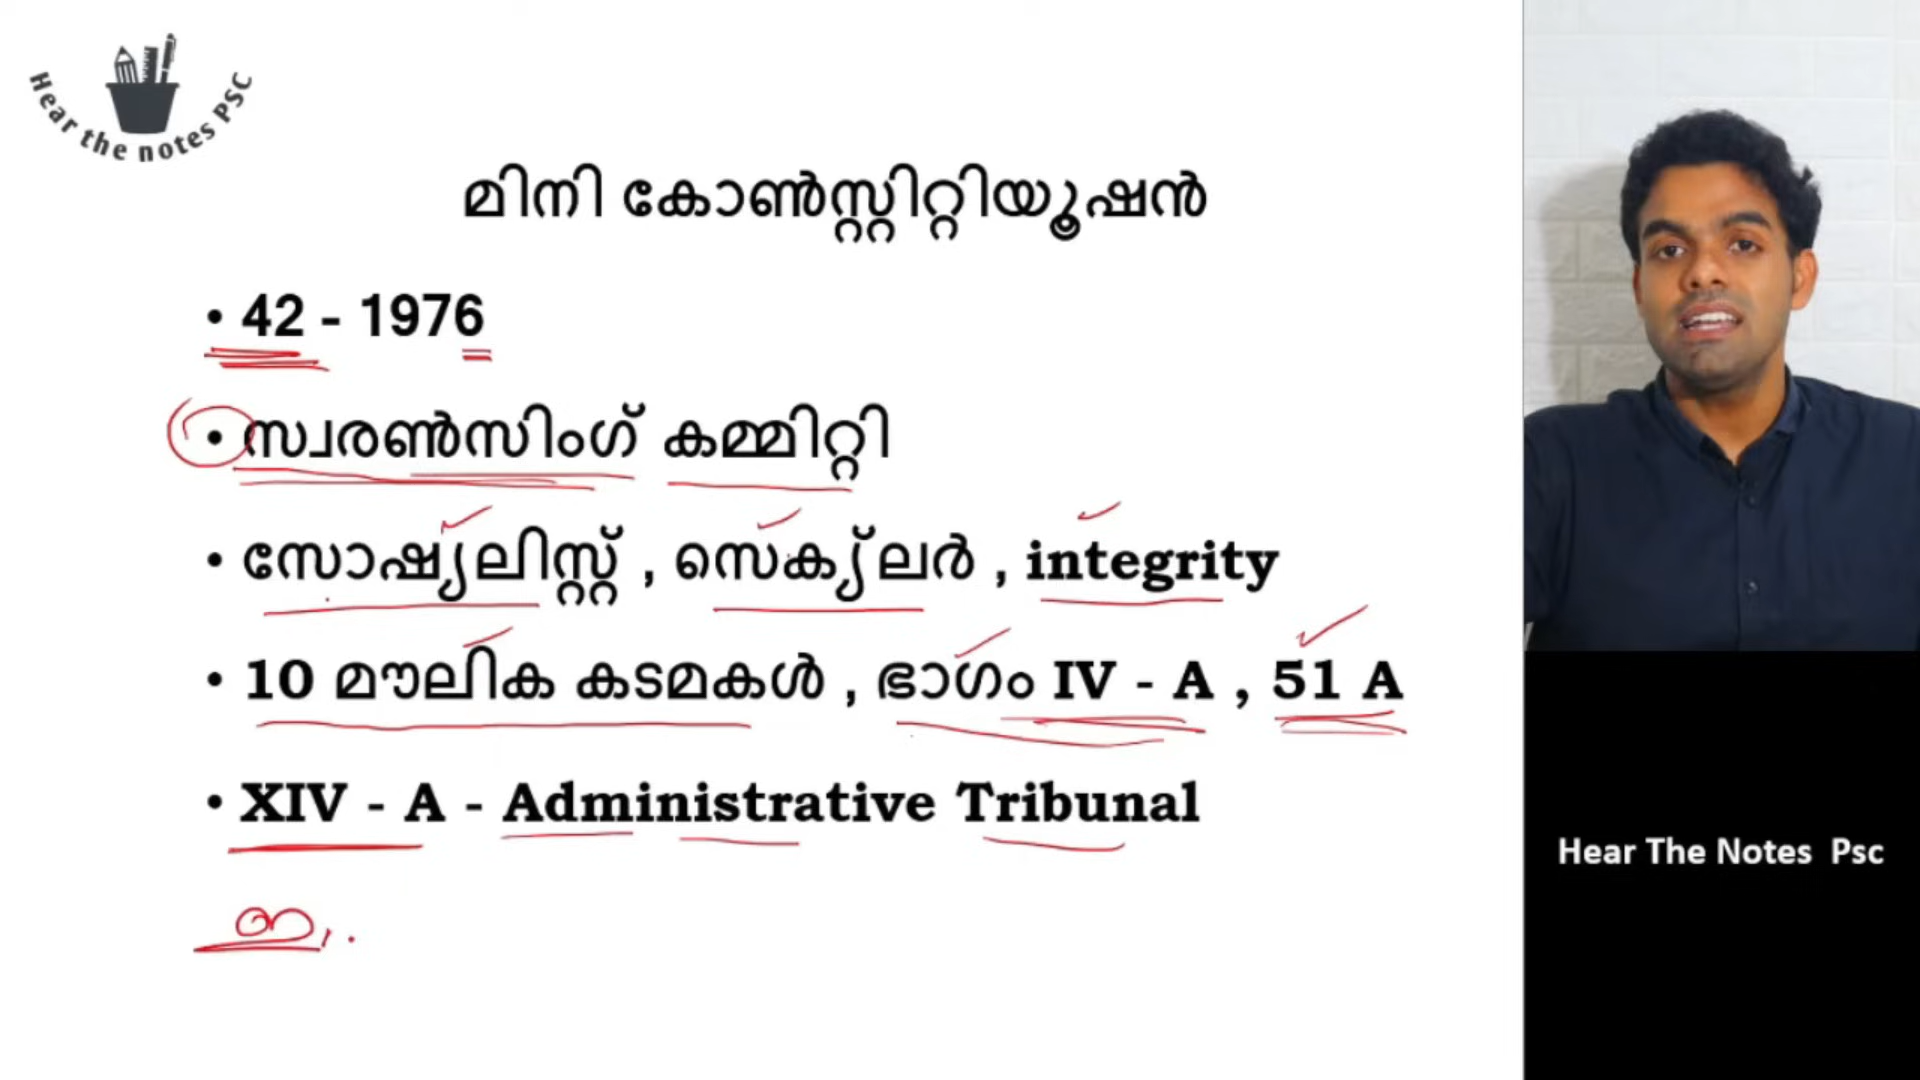 Hear the notes PSC
മിനി കോൺസ്റ്റിറ്റിയൂഷൻ
• 42 - 1976
• സ്വരൺസിംഗ് കമ്മിറ്റി
• സോഷ്യലിസ്റ്റ് , സെക്യ്ലർ , integrity
• 10 മൗലിക കടമകൾ , ഭാഗം IV - A , 51 A
• XIV - A - Administrative Tribunal
Hear The Notes Psc